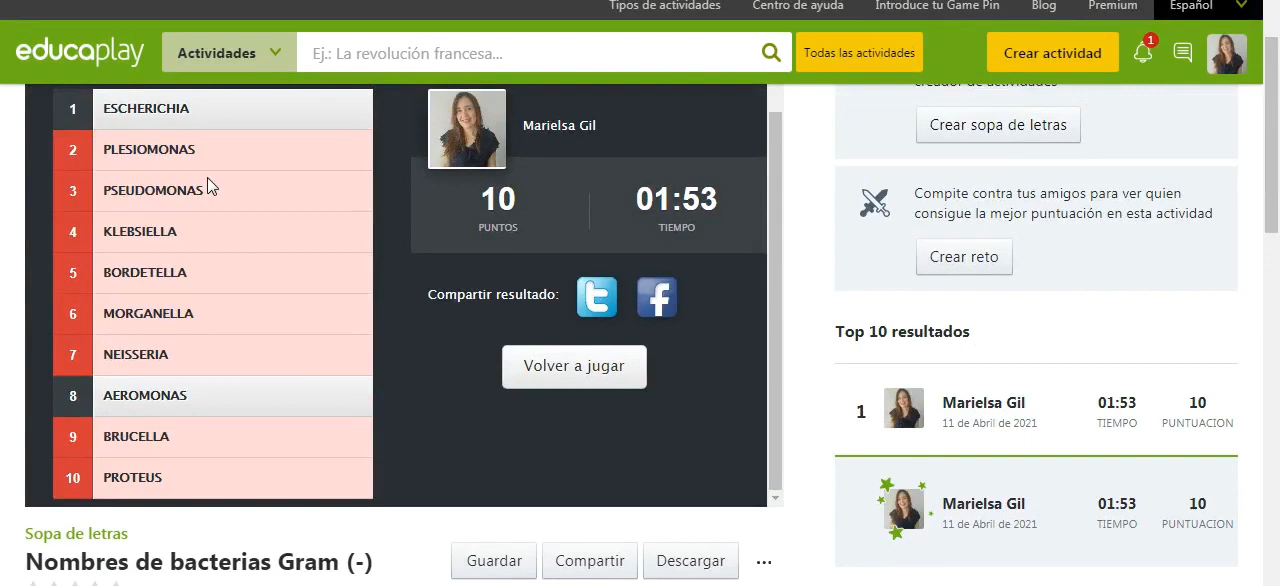 Tipos de actividades Centro de ayuda Introduce tu Game Pin Blog Premium Español
educaplay Actividades Ej.: La revolución francesa... Todas las actividades Crear actividad 1
1 ESCHERICHIA
2 PLESIOMONAS
3 PSEUDOMONAS
4 KLEBSIELLA
5 BORDETELLA
6 MORGANELLA
7 NEISSERIA
8 AEROMONAS
9 BRUCELLA
10 PROTEUS
Marielsa Gil
10 01:53
PUNTOS TIEMPO
Compartir resultado:
Volver a jugar
creador de actividades
Crear sopa de letras
Compite contra tus amigos para ver quien
consigue la mejor puntuación en esta actividad
Crear reto
Top 10 resultados
1 Marielsa Gil 01:53 10
11 de Abril de 2021 TIEMPO PUNTUACION
Marielsa Gil 01:53 10
11 de Abril de 2021 TIEMPO PUNTUACION
Sopa de letras
Nombres de bacterias Gram (-)
Guardar Compartir Descargar ...